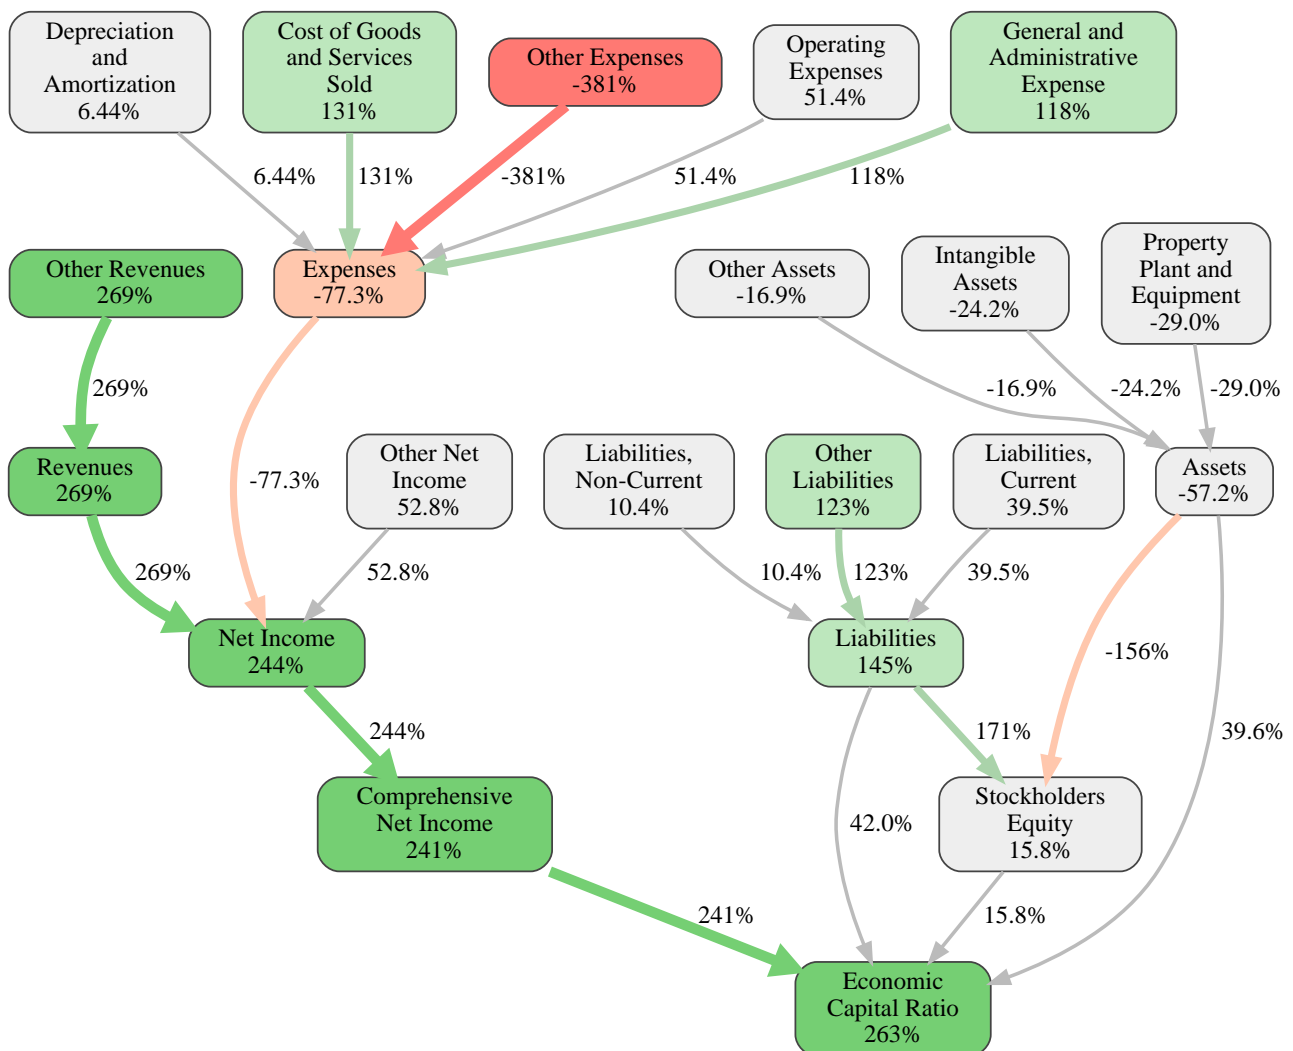 Depreciation
and
Amortization
6.44%
Cost of Goods
and Services
Sold
131%
Other Expenses
-381%
Operating
Expenses
51.4%
General and
Administrative
Expense
118%
6.44%
131%
-381%
51.4%
118%
Other Revenues
269%
Expenses
-77.3%
Other Assets
-16.9%
Intangible
Assets
-24.2%
Property
Plant and
Equipment
-29.0%
269%
-16.9%
-24.2%
-29.0%
Revenues
269%
-77.3%
Other Net
Income
52.8%
Liabilities,
Non-Current
10.4%
Other
Liabilities
123%
Liabilities,
Current
39.5%
Assets
-57.2%
269%
52.8%
10.4%
123%
39.5%
Net Income
244%
Liabilities
145%
-156%
244%
171%
39.6%
Comprehensive
Net Income
241%
42.0%
Stockholders
Equity
15.8%
241%
15.8%
Economic
Capital Ratio
263%